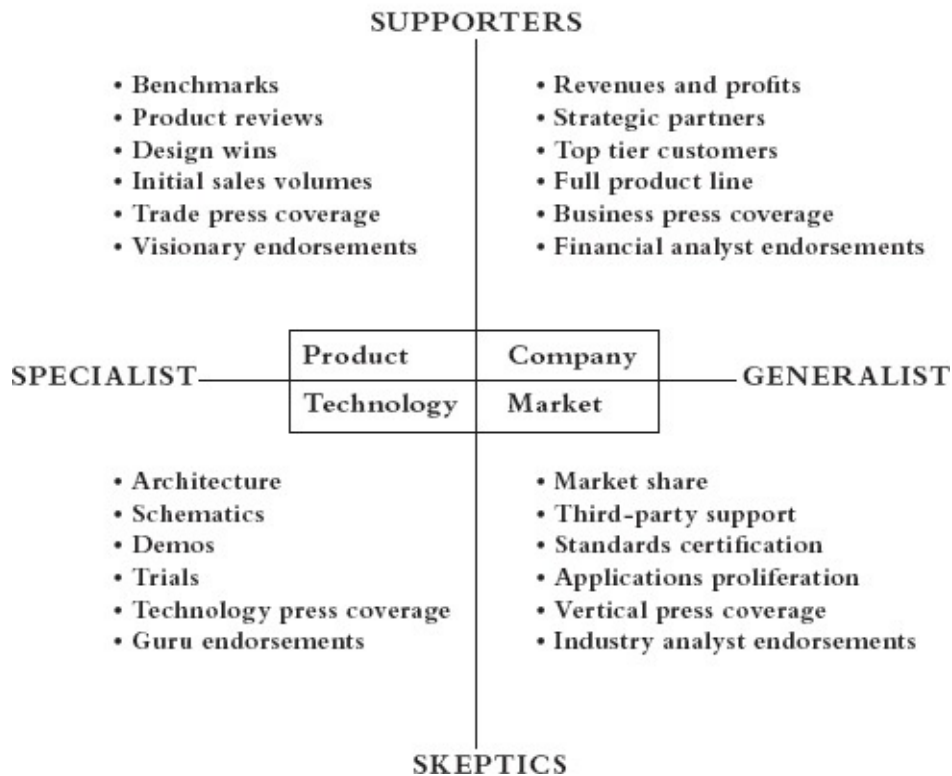 SUPPORTERS
• Benchmarks
• Product reviews
• Design wins
• Initial sales volumes
• Trade press coverage
• Visionary endorsements
• Revenues and profits
• Strategic partners
• Top tier customers
• Full product line
• Business press coverage
• Financial analyst endorsements
SPECIALIST
Product
Company
Technology
Market
GENERALIST
• Architecture
• Schematics
• Demos
• Trials
• Technology press coverage
• Guru endorsements
• Market share
• Third-party support
• Standards certification
• Applications proliferation
• Vertical press coverage
• Industry analyst endorsements
SKEPTICS